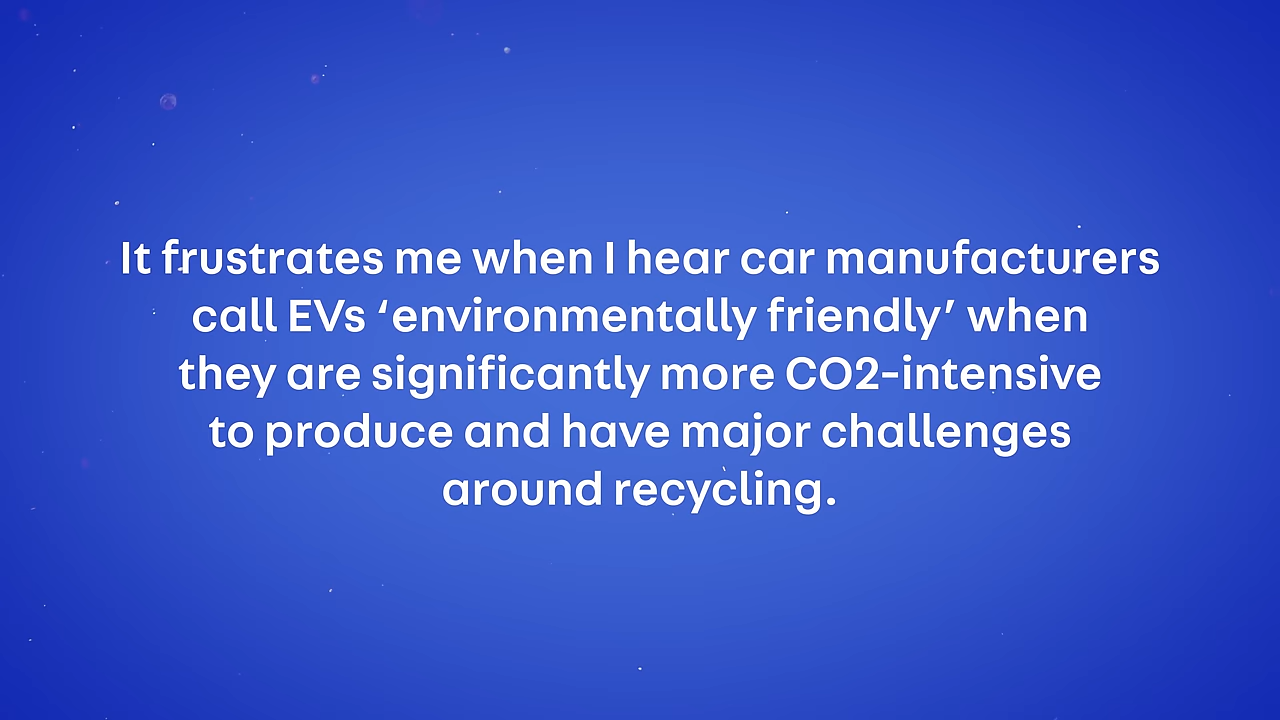 It frustrates me when I hear car manufacturers
call EVs ‘environmentally friendly’ when
they are significantly more CO2-intensive
to produce and have major challenges
around recycling.